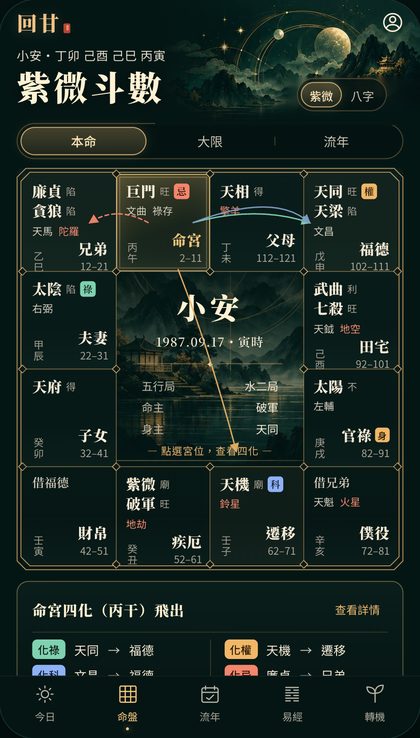 回甘
小安・丁卯 己酉 己巳 丙寅
紫微斗數
紫微 八字
本命 大限 流年
廉貞 陷
貪狼 陷
天馬 陀羅
乙巳
兄弟
12–21
巨門 旺 忌
文曲 祿存
丙午
命宮
2–11
天相 得
擎羊
丁未
父母
112–121
天同 旺 權
天梁 陷
文昌
戊申
福德
102–111
太陰 陷 祿
右弼
甲辰
夫妻
22–31
小安
1987.09.17・寅時
五行局 水二局
命主 破軍
身主 天同
— 點選宮位，查看四化 —
武曲 利
七殺 旺
天鉞 地空
己酉
田宅
92–101
天府 得
癸卯
子女
32–41
太陽 不
左輔
庚戌
官祿 身
82–91
借福德
壬寅
財帛
42–51
紫微 廟
破軍 旺
地劫
癸丑
疾厄
52–61
天機 廟 科
鈴星
壬子
遷移
62–71
借兄弟
天魁 火星
辛亥
僕役
72–81
命宮四化（丙干）飛出 查看詳情
化祿 天同 → 福德
化權 天機 → 遷移
化科 文昌 → 福德
化忌 廉貞 → 兄弟
今日 命盤 流年 易經 轉機